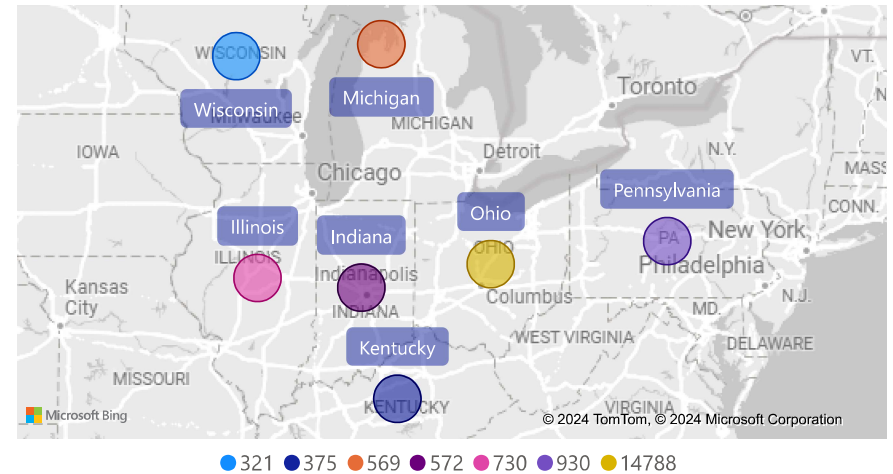 WISCONSIN
Wisconsin
Milwaukee
Michigan
MICHIGAN
Toronto
VT.
N.Y.
IOWA
Chicago
Detroit
MASS
CONN.
Pennsylvania
Illinois
ILLINOIS
Indiana
Indianapolis
INDIANA
Ohio
OHIO
Columbus
PA
New York
Philadelphia
N.J.
MD.
DELAWARE
Kansas
City
Kentucky
KENTUCKY
WEST VIRGINIA
MISSOURI
VIRGINIA
Microsoft Bing
© 2024 TomTom, © 2024 Microsoft Corporation
321 375 569 572 730 930 14788